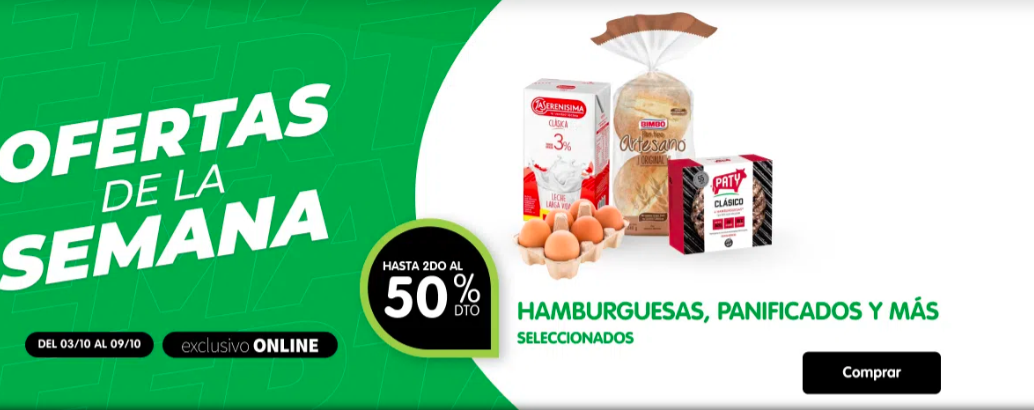 OFERTAS
DE LA
SEMANA
DEL 03/10 AL 09/10
exclusivo ONLINE
HASTA 2DO AL
50%
DTO
LA SERENISIMA
CLÁSICA
3%
LECHE
LARGA VIDA
BIMBO
Artesano
ORIGINAL
PATY
CLÁSICO
HAMBURGUESAS, PANIFICADOS Y MÁS
SELECCIONADOS
Comprar